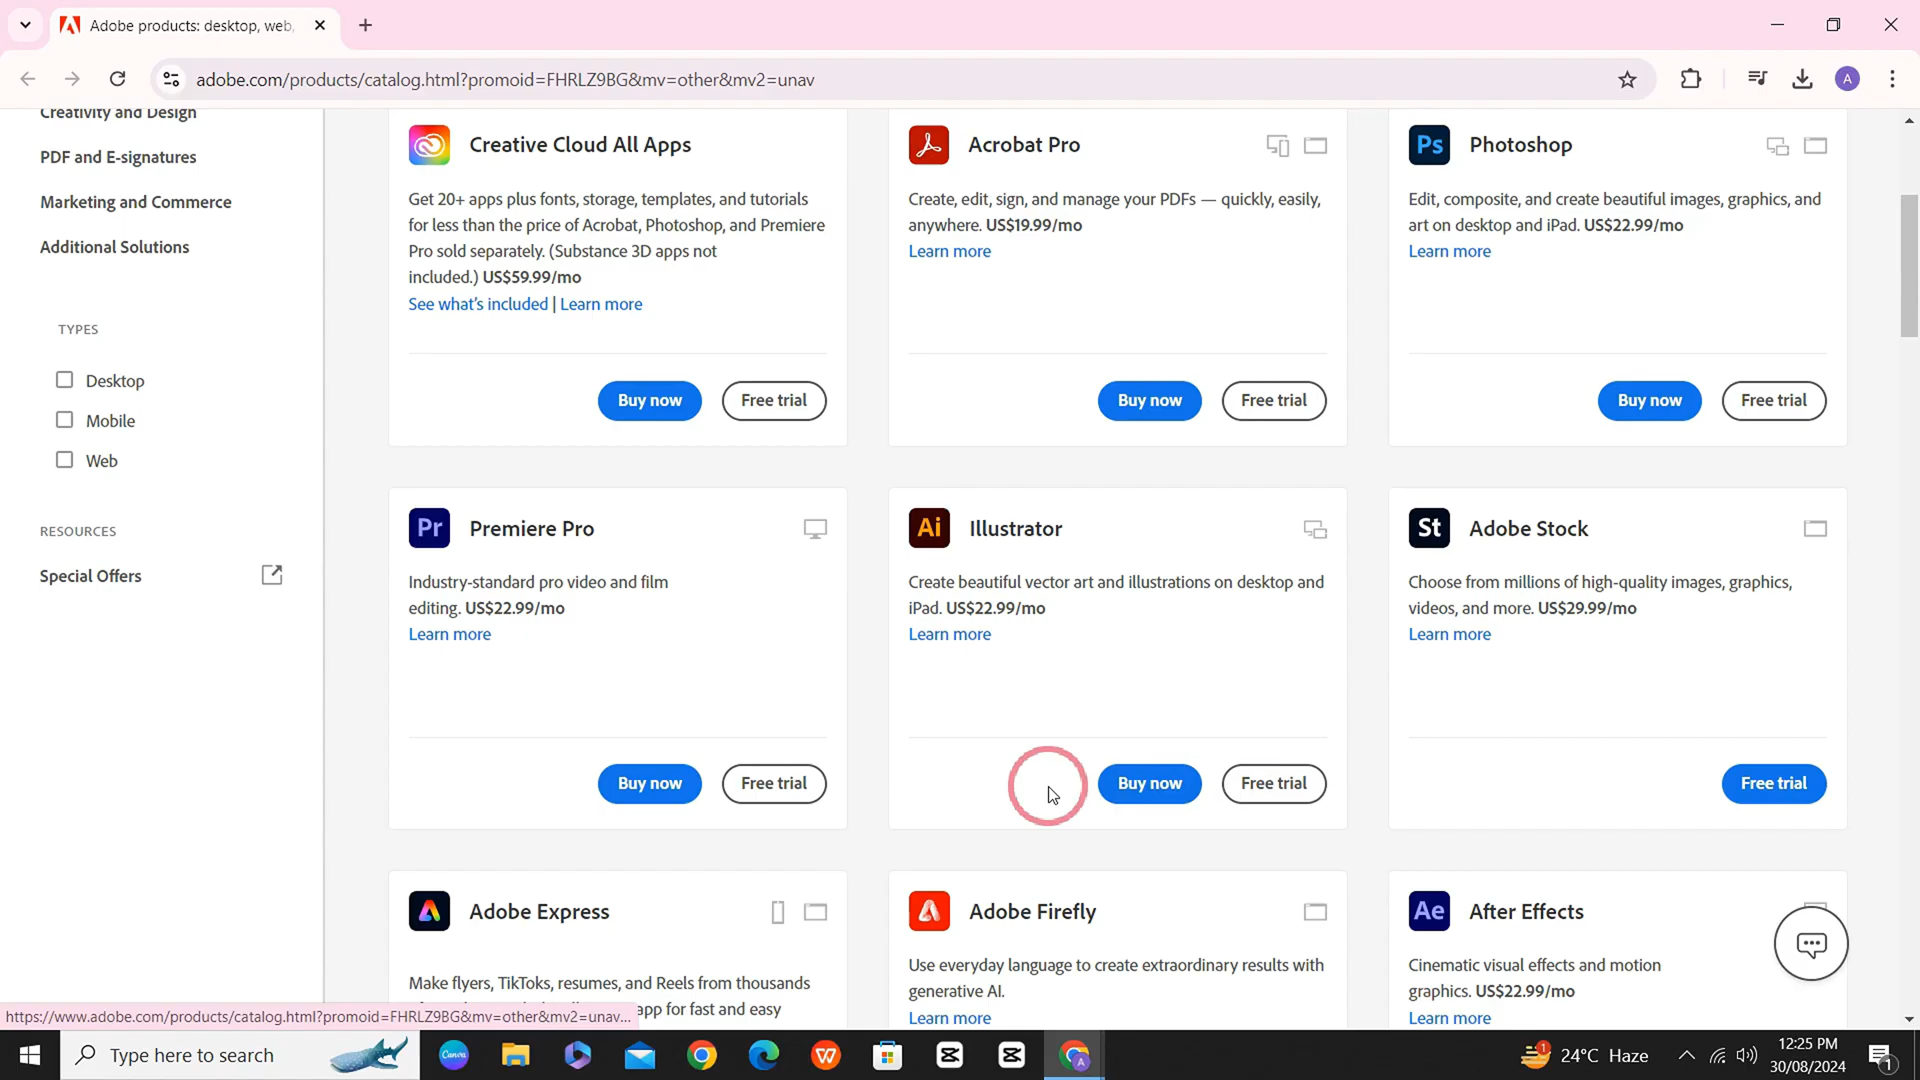 Adobe products: desktop, web,
adobe.com/products/catalog.html?promoid=FHRLZ9BG&mv=other&mv2=unav
A
Creativity and Design
PDF and E-signatures
Marketing and Commerce
Additional Solutions
TYPES
Desktop
Mobile
Web
RESOURCES
Special Offers
Creative Cloud All Apps
Get 20+ apps plus fonts, storage, templates, and tutorials
for less than the price of Acrobat, Photoshop, and Premiere
Pro sold separately. (Substance 3D apps not
included.) US$59.99/mo
See what's included | Learn more
Buy now
Free trial
Acrobat Pro
Create, edit, sign, and manage your PDFs — quickly, easily,
anywhere. US$19.99/mo
Learn more
Buy now
Free trial
Ps
Photoshop
Edit, composite, and create beautiful images, graphics, and
art on desktop and iPad. US$22.99/mo
Learn more
Buy now
Free trial
Pr
Premiere Pro
Industry-standard pro video and film
editing. US$22.99/mo
Learn more
Buy now
Free trial
Ai
Illustrator
Create beautiful vector art and illustrations on desktop and
iPad. US$22.99/mo
Learn more
Buy now
Free trial
St
Adobe Stock
Choose from millions of high-quality images, graphics,
videos, and more. US$29.99/mo
Learn more
Free trial
Adobe Express
Make flyers, TikToks, resumes, and Reels from thousands
app for fast and easy
Adobe Firefly
Use everyday language to create extraordinary results with
generative AI.
Learn more
Ae
After Effects
Cinematic visual effects and motion
graphics. US$22.99/mo
Learn more
https://www.adobe.com/products/catalog.html?promoid=FHRLZ9BG&mv=other&mv2=unav...
Type here to search
Canva
W
A
1
24°C Haze
12:25 PM
30/08/2024
1